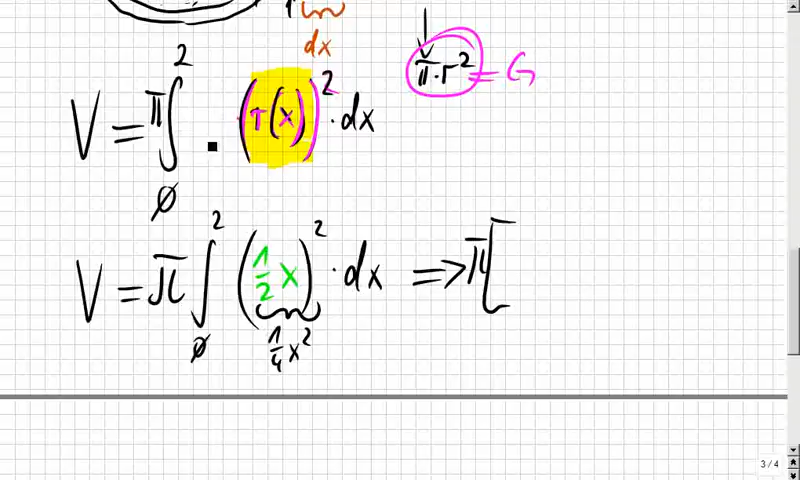 dx
π·r² = G
V = π∫₀² · (r(x))² · dx
V = π∫₀² (1/2 x)² · dx => π[
1/4 x²
3 / 4